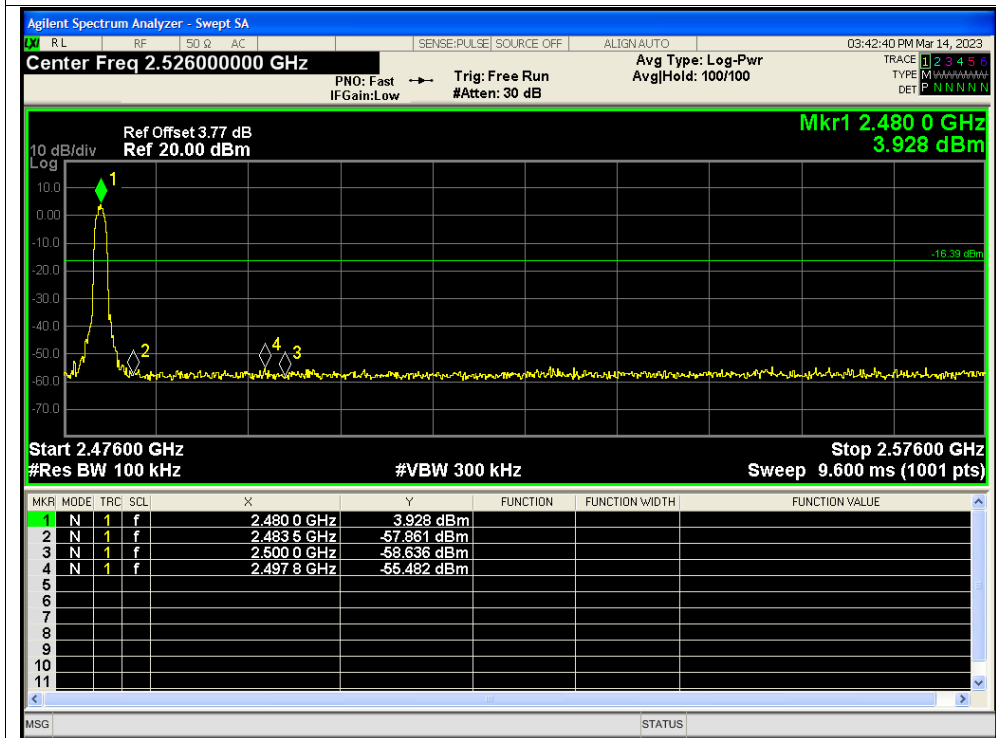 Agilent Spectrum Analyzer - Swept SA
LXI RL RF 50 Ω AC SENSE:PULSE SOURCE OFF ALIGN AUTO 03:42:40 PM Mar 14, 2023
Center Freq 2.526000000 GHz
PNO: Fast
IFGain:Low
Trig: Free Run
#Atten: 30 dB
Avg Type: Log-Pwr
Avg|Hold: 100/100
TRACE 1 2 3 4 5 6
TYPE M
DET P N N N N N
Mkr1 2.480 0 GHz
3.928 dBm
Ref Offset 3.77 dB
10 dB/div Ref 20.00 dBm
Log
10.0
0.00
-10.0
-20.0
-30.0
-40.0
-50.0
-60.0
-70.0
1
2
4
3
-16.39 dBm
Start 2.47600 GHz Stop 2.57600 GHz
#Res BW 100 kHz #VBW 300 kHz Sweep 9.600 ms (1001 pts)
MKR MODE TRC SCL X Y FUNCTION FUNCTION WIDTH FUNCTION VALUE
1 N 1 f 2.480 0 GHz 3.928 dBm
2 N 1 f 2.483 5 GHz -57.861 dBm
3 N 1 f 2.500 0 GHz -58.636 dBm
4 N 1 f 2.497 8 GHz -55.482 dBm
5
6
7
8
9
10
11
MSG STATUS